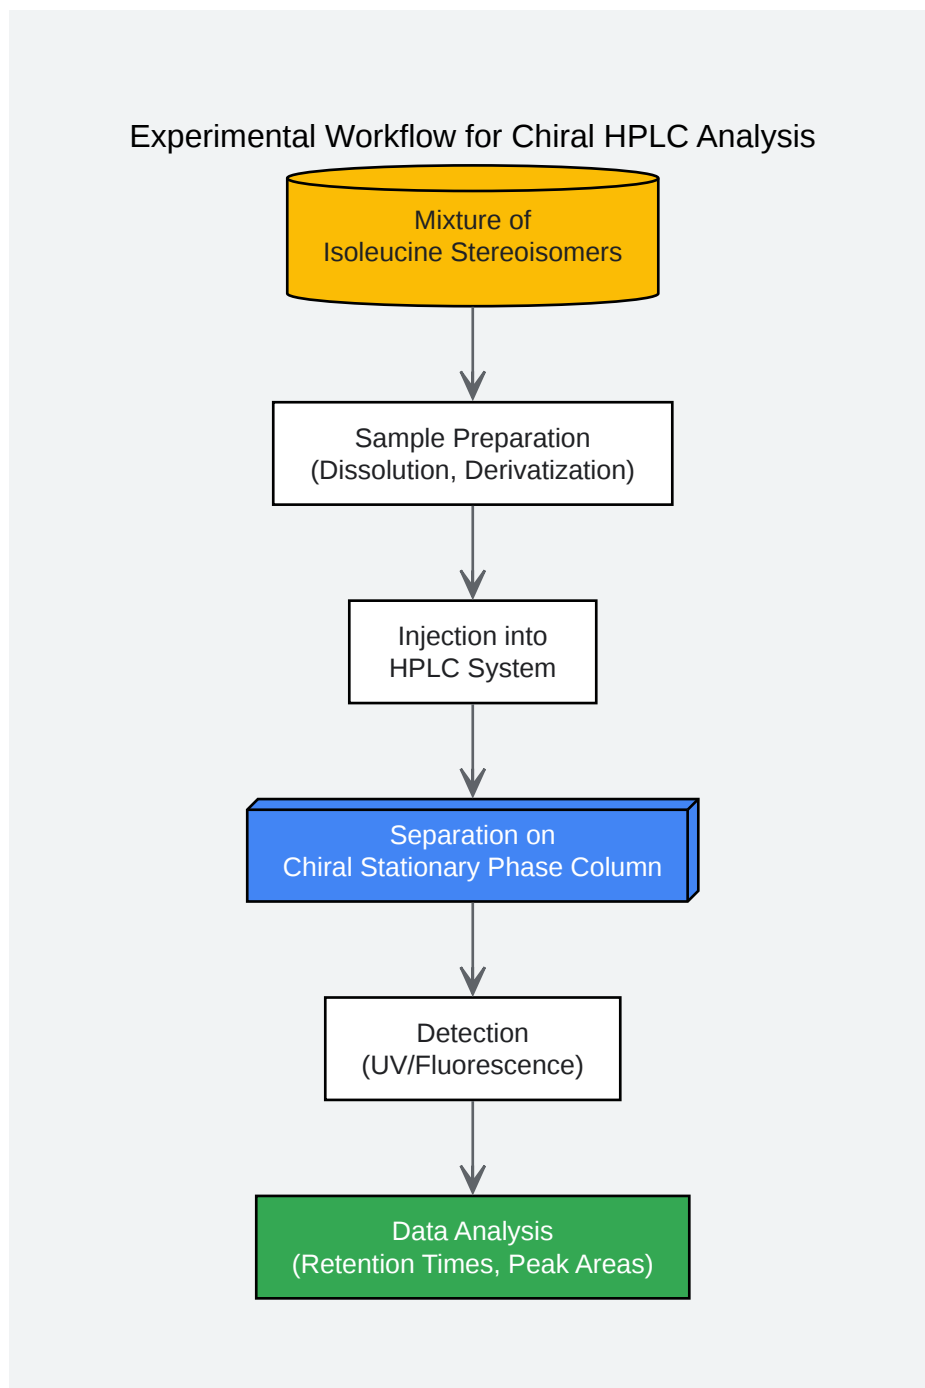 Experimental Workflow for Chiral HPLC Analysis
Mixture of
Isoleucine Stereoisomers
Sample Preparation
(Dissolution, Derivatization)
Injection into
HPLC System
Separation on
Chiral Stationary Phase Column
Detection
(UV/Fluorescence)
Data Analysis
(Retention Times, Peak Areas)